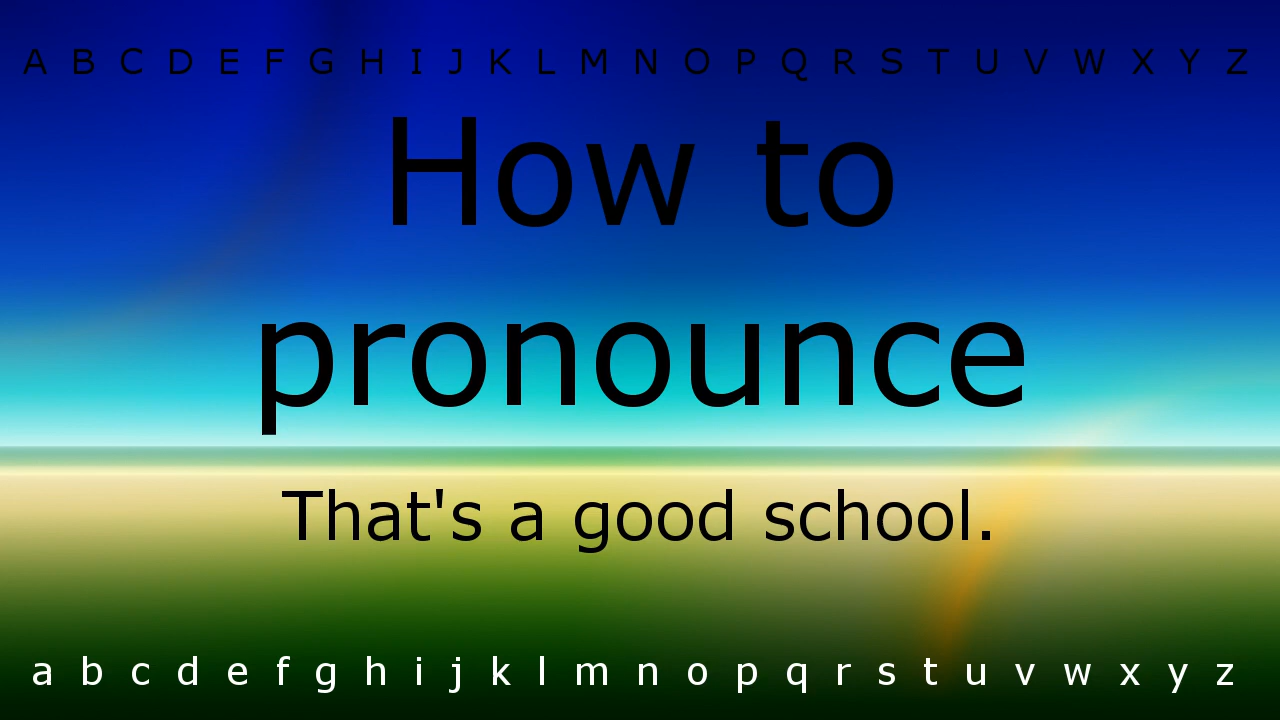 A B C D E F G H I J K L M N O P Q R S T U V W X Y Z
How to
pronounce
That's a good school.
a b c d e f g h i j k l m n o p q r s t u v w x y z